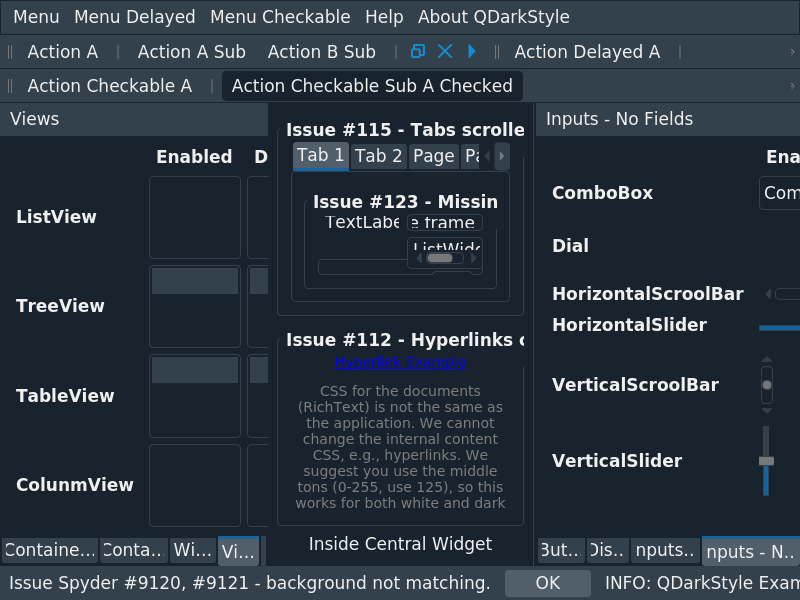 Menu Menu Delayed Menu Checkable Help About QDarkStyle
Action A Action A Sub Action B Sub Action Delayed A
Action Checkable A Action Checkable Sub A Checked
Views
Enabled D
ListView
TreeView
TableView
ColunmView
Containe... Conta... Wi... Vi...
Issue #115 - Tabs scrolle
Tab 1 Tab 2 Page Pa
Issue #123 - Missin
TextLabe e frame
ListWidg
Issue #112 - Hyperlinks c
Hyperlink Example
CSS for the documents
(RichText) is not the same as
the application. We cannot
change the internal content
CSS, e.g., hyperlinks. We
suggest you use the middle
tons (0-255, use 125), so this
works for both white and dark
Inside Central Widget
Inputs - No Fields
Ena
ComboBox Com
Dial
HorizontalScroolBar
HorizontalSlider
VerticalScroolBar
VerticalSlider
But... Dis... nputs... nputs - N..
Issue Spyder #9120, #9121 - background not matching. OK INFO: QDarkStyle Exam